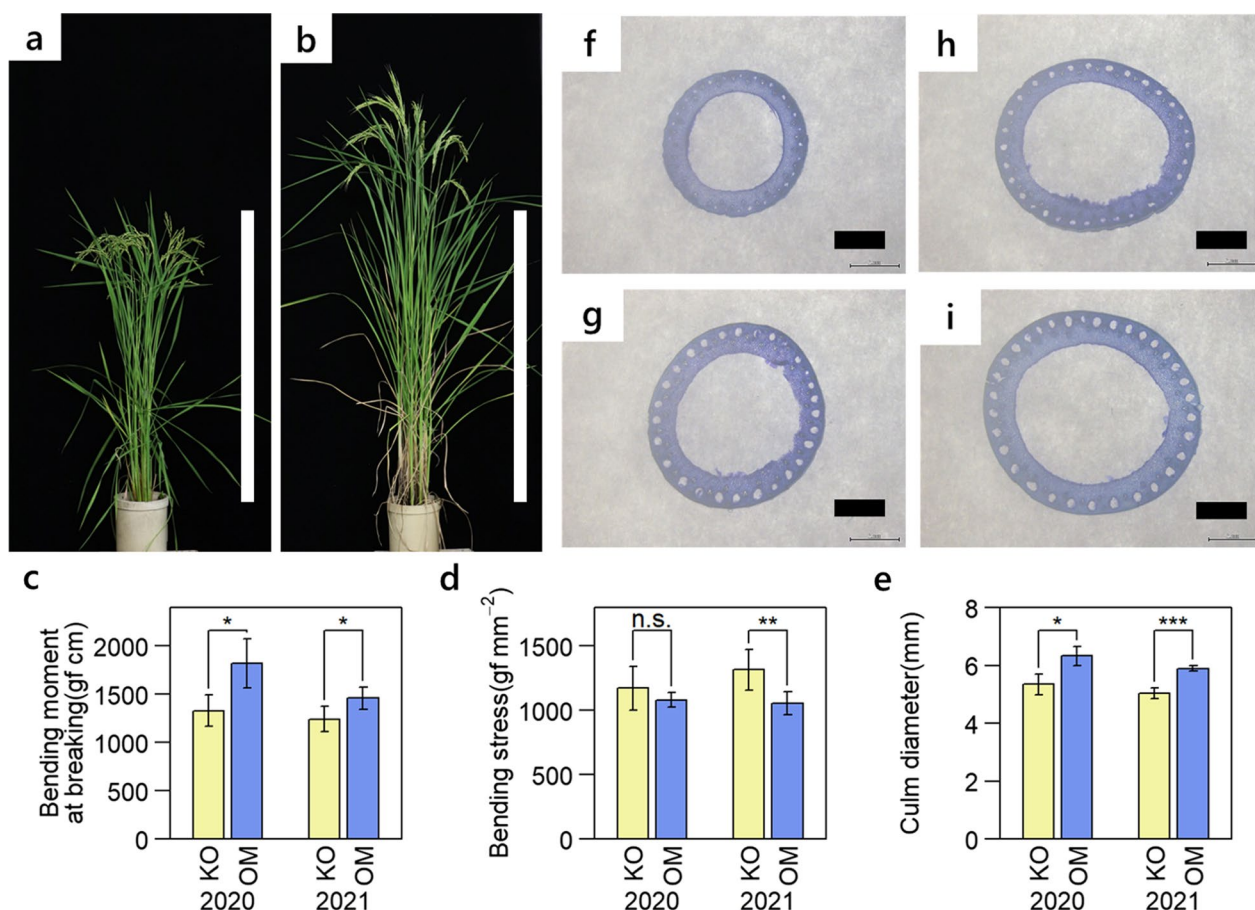 a
b
f
h
g
i
c
Bending moment
at breaking(gf cm)
2000
1500
1000
500
0
*
*
KO
OM
KO
OM
2020
2021
d
Bending stress(gf mm⁻²)
1500
1000
500
0
n.s.
**
KO
OM
KO
OM
2020
2021
e
Culm diameter(mm)
8
6
4
2
0
*
***
KO
OM
KO
OM
2020
2021